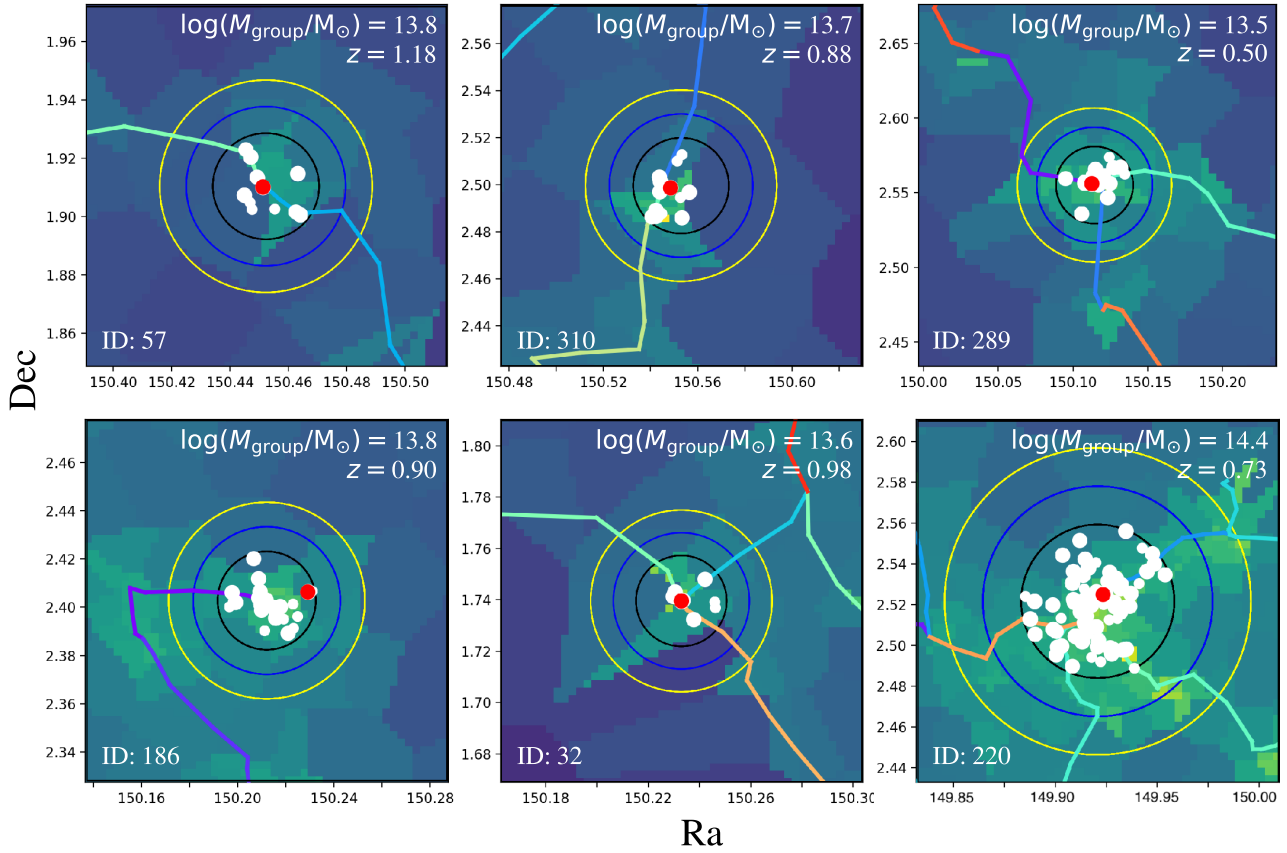 log(M_group/M_⊙) = 13.8
z = 1.18
1.96
1.94
1.92
1.90
1.88
1.86
ID: 57
150.40 150.42 150.44 150.46 150.48 150.50
log(M_group/M_⊙) = 13.7
z = 0.88
2.56
2.54
2.52
2.50
2.48
2.46
2.44
ID: 310
150.48 150.52 150.56 150.60
log(M_group/M_⊙) = 13.5
z = 0.50
2.65
2.60
2.55
2.50
2.45
ID: 289
150.00 150.05 150.10 150.15 150.20
Dec
log(M_group/M_⊙) = 13.8
z = 0.90
2.46
2.44
2.42
2.40
2.38
2.36
2.34
ID: 186
150.16 150.20 150.24 150.28
log(M_group/M_⊙) = 13.6
z = 0.98
1.80
1.78
1.76
1.74
1.72
1.70
1.68
ID: 32
150.18 150.22 150.26 150.30
log(M_group/M_⊙) = 14.4
z = 0.73
2.60
2.58
2.56
2.54
2.52
2.50
2.48
2.46
2.44
ID: 220
149.85 149.90 149.95 150.00
Ra